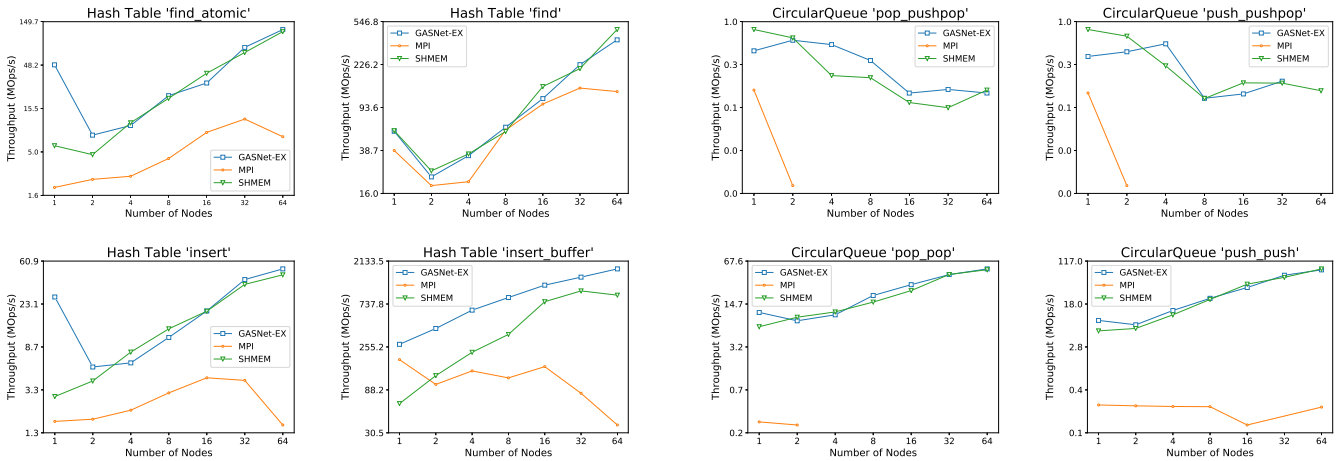 Hash Table 'find_atomic'
149.7
48.2
15.5
5.0
1.6
Throughput (MOps/s)
GASNet-EX
MPI
SHMEM
1 2 4 8 16 32 64
Number of Nodes
Hash Table 'find'
546.8
226.2
93.6
38.7
16.0
Throughput (MOps/s)
GASNet-EX
MPI
SHMEM
1 2 4 8 16 32 64
Number of Nodes
CircularQueue 'pop_pushpop'
1.0
0.3
0.1
0.0
0.0
Throughput (MOps/s)
GASNet-EX
MPI
SHMEM
1 2 4 8 16 32 64
Number of Nodes
CircularQueue 'push_pushpop'
1.0
0.3
0.1
0.0
0.0
Throughput (MOps/s)
GASNet-EX
MPI
SHMEM
1 2 4 8 16 32 64
Number of Nodes
Hash Table 'insert'
60.9
23.1
8.7
3.3
1.3
Throughput (MOps/s)
GASNet-EX
MPI
SHMEM
1 2 4 8 16 32 64
Number of Nodes
Hash Table 'insert_buffer'
2133.5
737.8
255.2
88.2
30.5
Throughput (MOps/s)
GASNet-EX
MPI
SHMEM
1 2 4 8 16 32 64
Number of Nodes
CircularQueue 'pop_pop'
67.6
14.7
3.2
0.7
0.2
Throughput (MOps/s)
GASNet-EX
MPI
SHMEM
1 2 4 8 16 32 64
Number of Nodes
CircularQueue 'push_push'
117.0
18.0
2.8
0.4
0.1
Throughput (MOps/s)
GASNet-EX
MPI
SHMEM
1 2 4 8 16 32 64
Number of Nodes